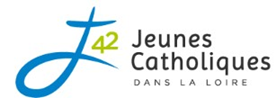 42 Jeunes
Catholiques
DANS LA LOIRE